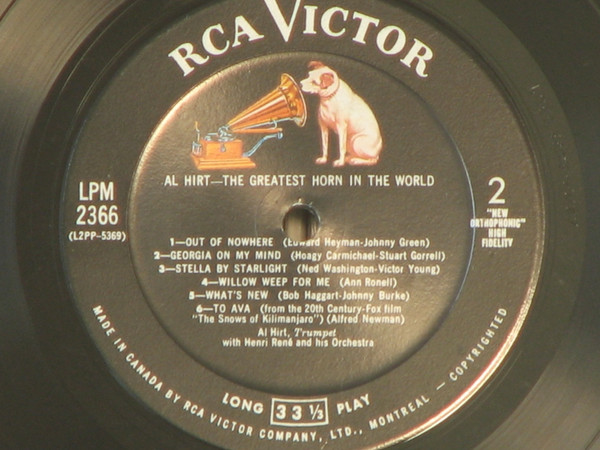 RCA VICTOR
AL HIRT—THE GREATEST HORN IN THE WORLD
LPM
2366
(L2PP-5369)
2
"NEW
ORTHOPHONIC"
HIGH
FIDELITY
1—OUT OF NOWHERE (Edward Heyman-Johnny Green)
2—GEORGIA ON MY MIND (Hoagy Carmichael-Stuart Gorrell)
3—STELLA BY STARLIGHT (Ned Washington-Victor Young)
4—WILLOW WEEP FOR ME (Ann Ronell)
5—WHAT'S NEW (Bob Haggart-Johnny Burke)
6—TO AVA (from the 20th Century-Fox film
"The Snows of Kilimanjaro") (Alfred Newman)
Al Hirt, Trumpet
with Henri René and his Orchestra
LONG 33 1/3 PLAY
MADE IN CANADA BY RCA VICTOR COMPANY, LTD., MONTREAL — COPYRIGHTED